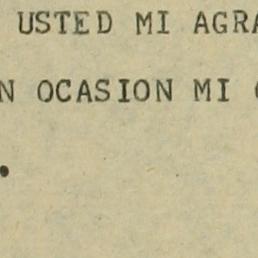 USTED MI AGRA
N OCASION MI
.